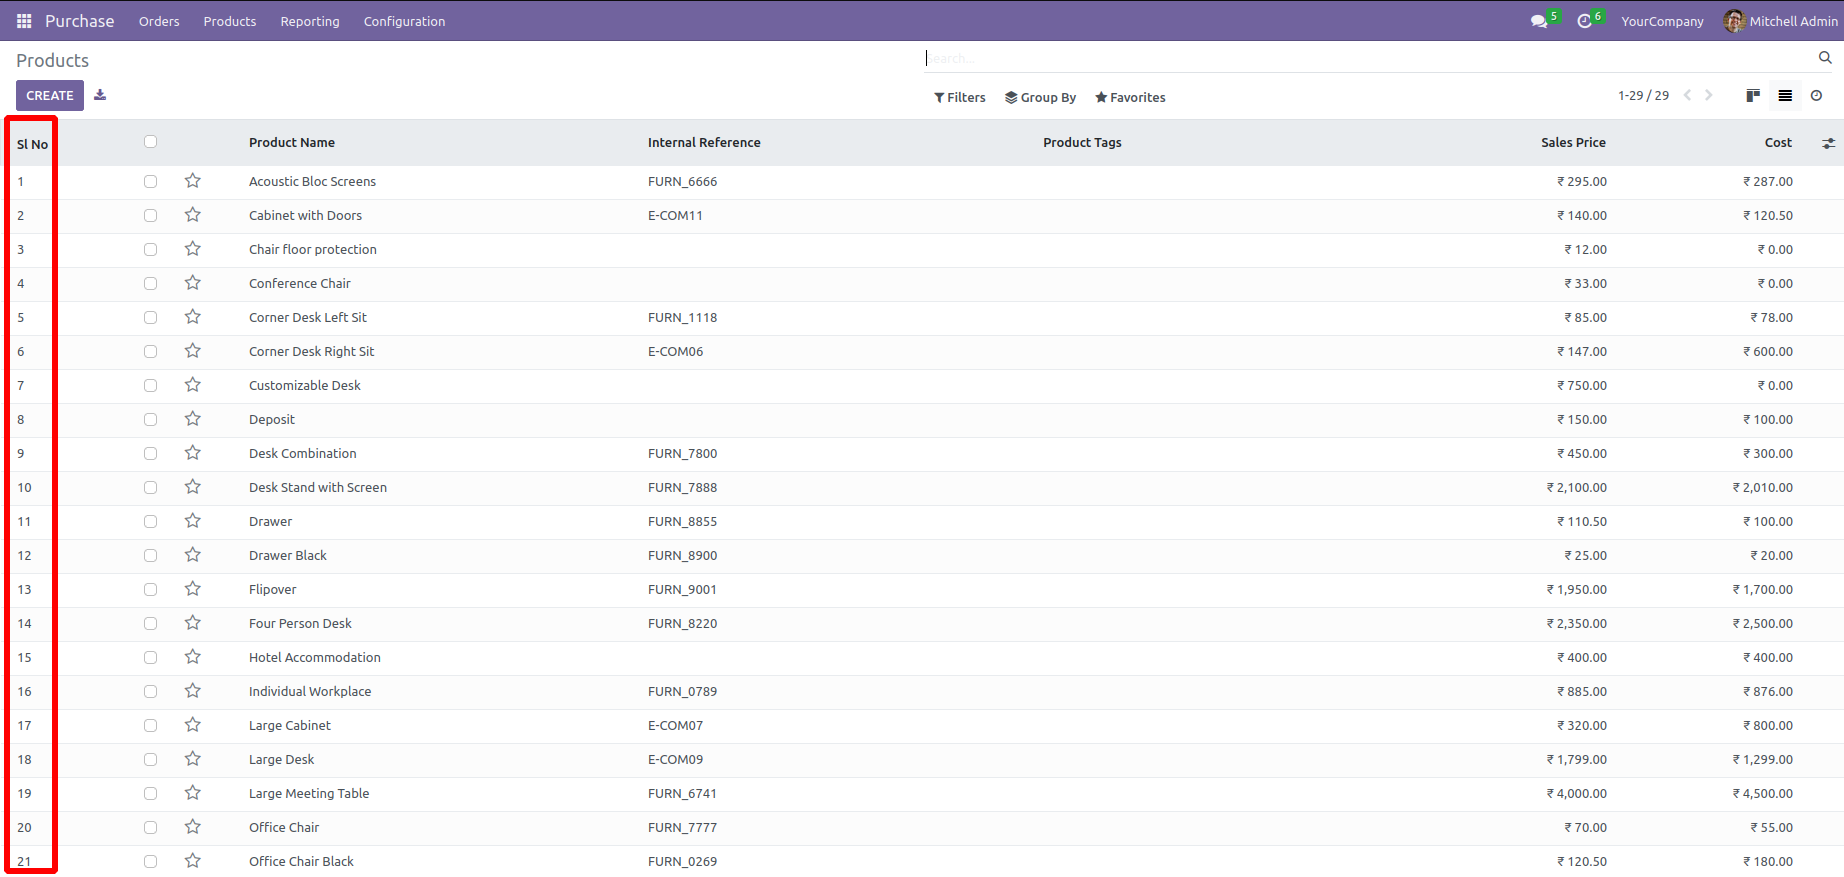 Purchase Orders Products Reporting Configuration 5 6 YourCompany Mitchell Admin
Products
Search...
CREATE Filters Group By Favorites 1-29 / 29
Sl No Product Name Internal Reference Product Tags Sales Price Cost
1 Acoustic Bloc Screens FURN_6666 ₹ 295.00 ₹ 287.00
2 Cabinet with Doors E-COM11 ₹ 140.00 ₹ 120.50
3 Chair floor protection ₹ 12.00 ₹ 0.00
4 Conference Chair ₹ 33.00 ₹ 0.00
5 Corner Desk Left Sit FURN_1118 ₹ 85.00 ₹ 78.00
6 Corner Desk Right Sit E-COM06 ₹ 147.00 ₹ 600.00
7 Customizable Desk ₹ 750.00 ₹ 0.00
8 Deposit ₹ 150.00 ₹ 100.00
9 Desk Combination FURN_7800 ₹ 450.00 ₹ 300.00
10 Desk Stand with Screen FURN_7888 ₹ 2,100.00 ₹ 2,010.00
11 Drawer FURN_8855 ₹ 110.50 ₹ 100.00
12 Drawer Black FURN_8900 ₹ 25.00 ₹ 20.00
13 Flipover FURN_9001 ₹ 1,950.00 ₹ 1,700.00
14 Four Person Desk FURN_8220 ₹ 2,350.00 ₹ 2,500.00
15 Hotel Accommodation ₹ 400.00 ₹ 400.00
16 Individual Workplace FURN_0789 ₹ 885.00 ₹ 876.00
17 Large Cabinet E-COM07 ₹ 320.00 ₹ 800.00
18 Large Desk E-COM09 ₹ 1,799.00 ₹ 1,299.00
19 Large Meeting Table FURN_6741 ₹ 4,000.00 ₹ 4,500.00
20 Office Chair FURN_7777 ₹ 70.00 ₹ 55.00
21 Office Chair Black FURN_0269 ₹ 120.50 ₹ 180.00